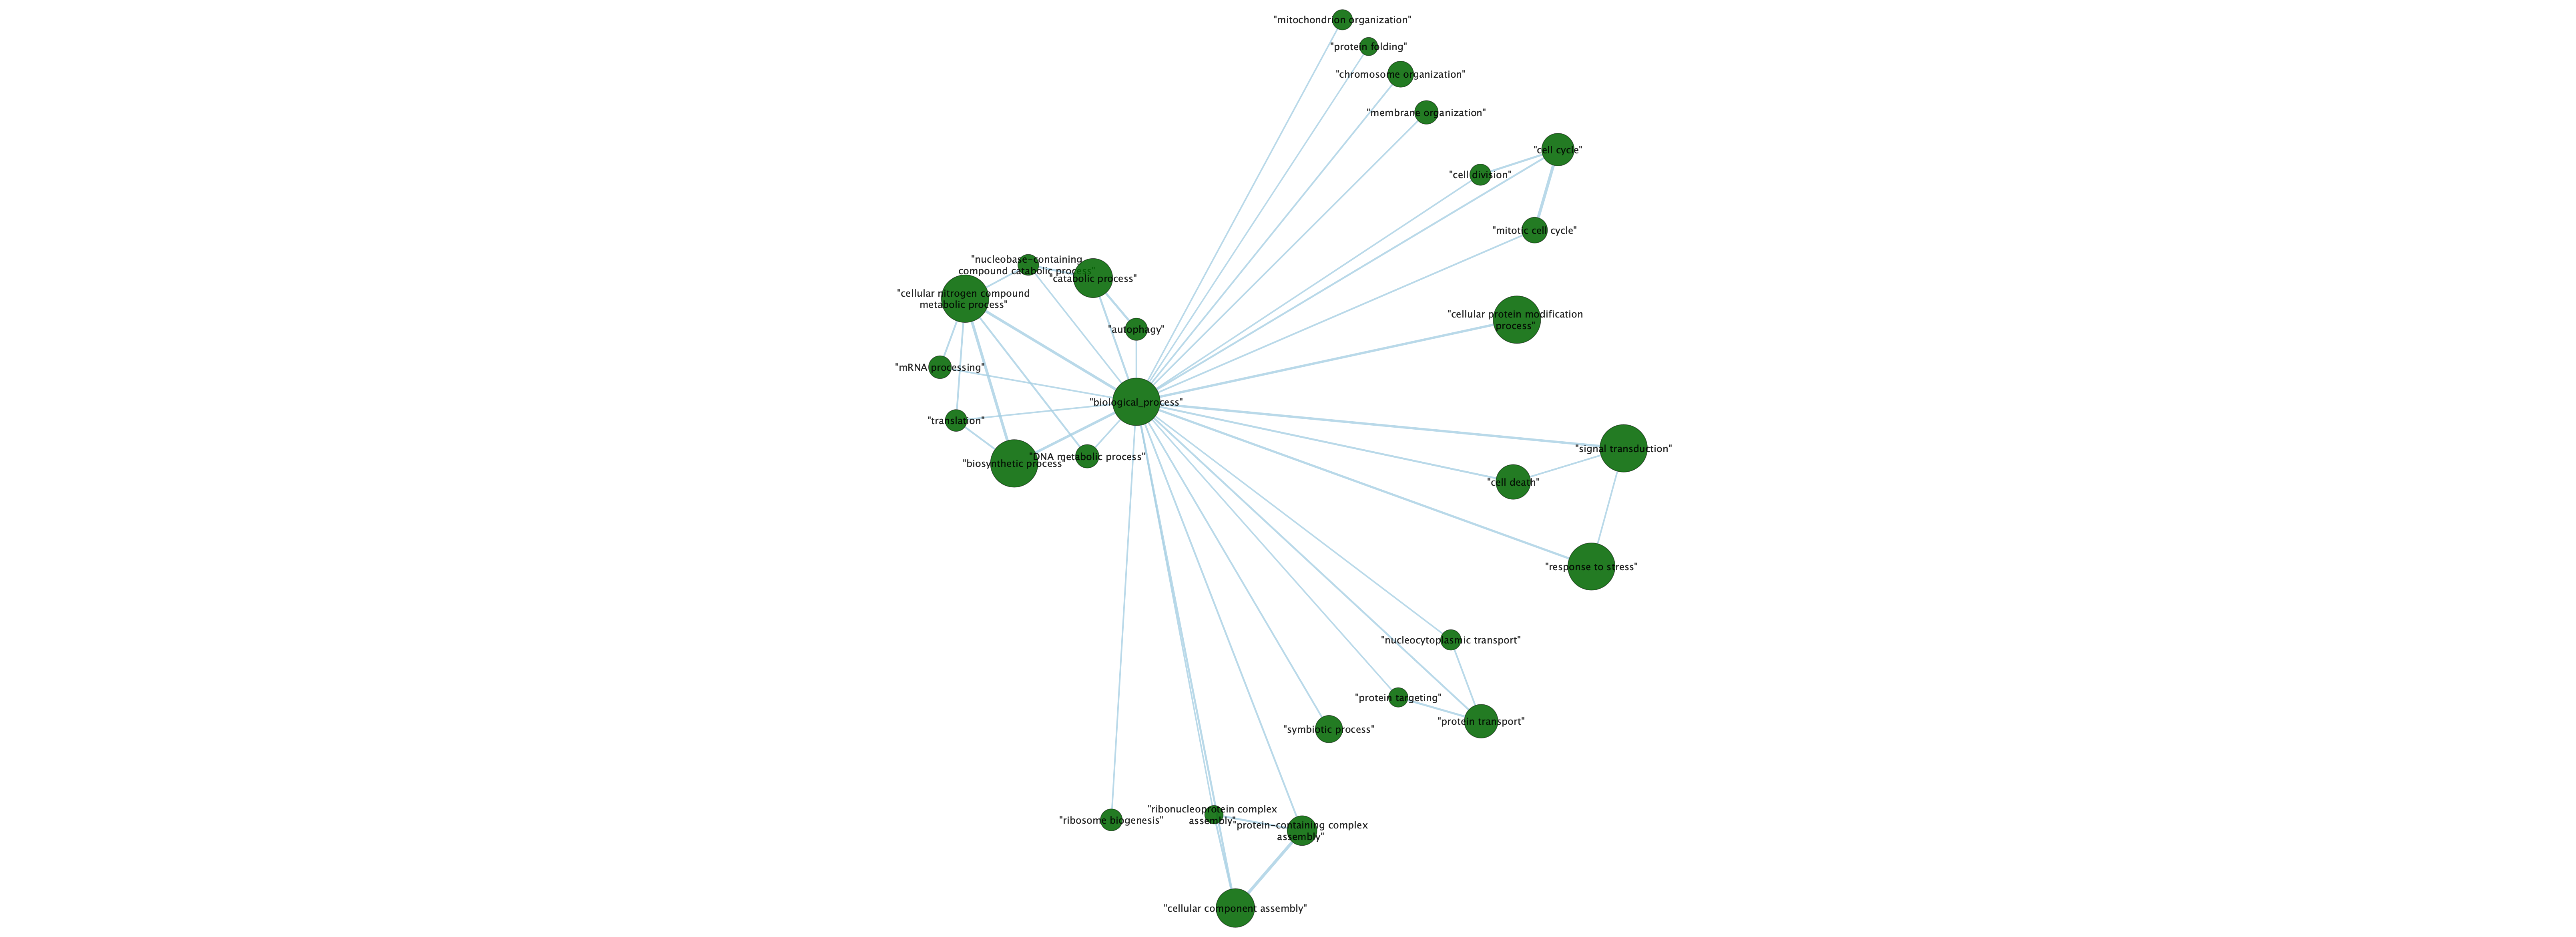 "mitochondrion organization"
"protein folding"
"chromosome organization"
"membrane organization"
"cell cycle"
"cell division"
"mitotic cell cycle"
"nucleobase-containing
compound catabolic process"
"catabolic process"
"cellular nitrogen compound
metabolic process"
"cellular protein modification
process"
"autophagy"
"mRNA processing"
"biological_process"
"translation"
"signal transduction"
"DNA metabolic process"
"biosynthetic process"
"cell death"
"response to stress"
"nucleocytoplasmic transport"
"protein targeting"
"protein transport"
"symbiotic process"
"ribonucleoprotein complex
assembly"
"ribosome biogenesis"
"protein-containing complex
assembly"
"cellular component assembly"